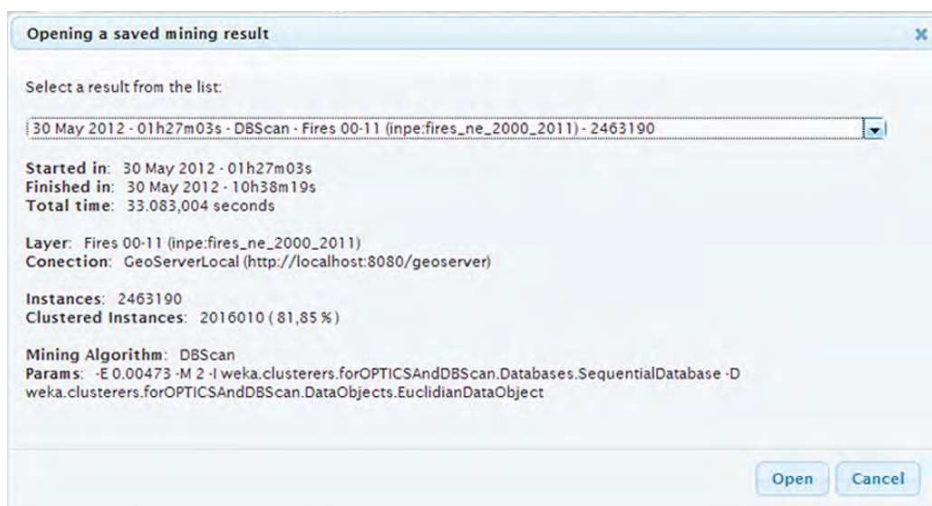 Opening a saved mining result
Select a result from the list:
30 May 2012 - 01h27m03s - DBScan - Fires 00-11 (inpe:fires_ne_2000_2011) - 2463190
Started in: 30 May 2012 - 01h27m03s
Finished in: 30 May 2012 - 10h38m19s
Total time: 33.083,004 seconds
Layer: Fires 00-11 (inpe:fires_ne_2000_2011)
Conection: GeoServerLocal (http://localhost:8080/geoserver)
Instances: 2463190
Clustered Instances: 2016010 ( 81,85 % )
Mining Algorithm: DBScan
Params: -E 0.00473 -M 2 -I weka.clusterers.forOPTICSAndDBScan.Databases.SequentialDatabase -D
weka.clusterers.forOPTICSAndDBScan.DataObjects.EuclidianDataObject
Open Cancel